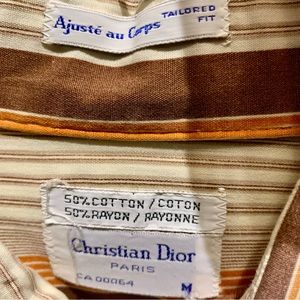 Ajusté au Corps
TAILORED
FIT
50% COTTON / COTON
50% RAYON / RAYONNE
Christian Dior
PARIS
CA 00064 M